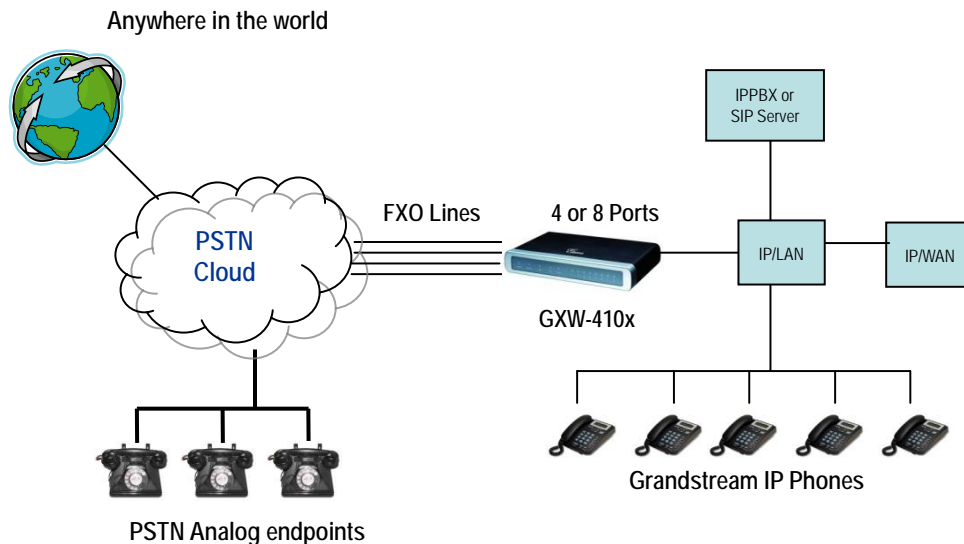 Anywhere in the world
IPPBX or
SIP Server
FXO Lines
4 or 8 Ports
PSTN
Cloud
IP/LAN
IP/WAN
GXW-410x
Grandstream IP Phones
PSTN Analog endpoints